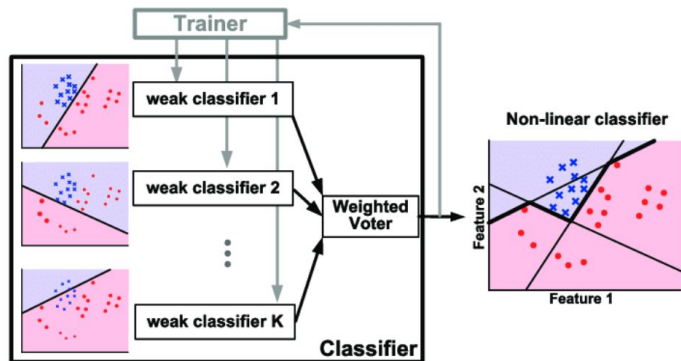 Trainer
weak classifier 1
weak classifier 2
weak classifier K
Weighted
Voter
Classifier
Non-linear classifier
Feature 2
Feature 1